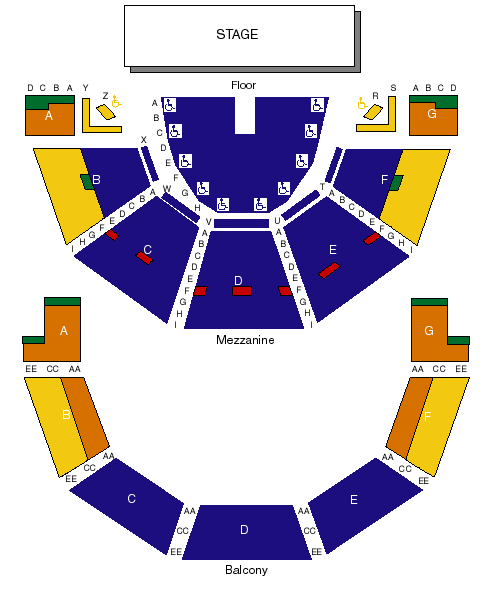 STAGE
Floor
D C B A Y Z R S A B C D
A
B
C
D
E
F
G
H
A G
X
B F
A W T A
I H G F E D C B
B C D E F G H I
V U
A B C D E F G H I
A B C D E F G H I
C D E
Mezzanine
A G
EE CC AA AA CC EE
B F
AA CC EE
AA CC EE
C D E
AA CC EE
AA CC EE
Balcony